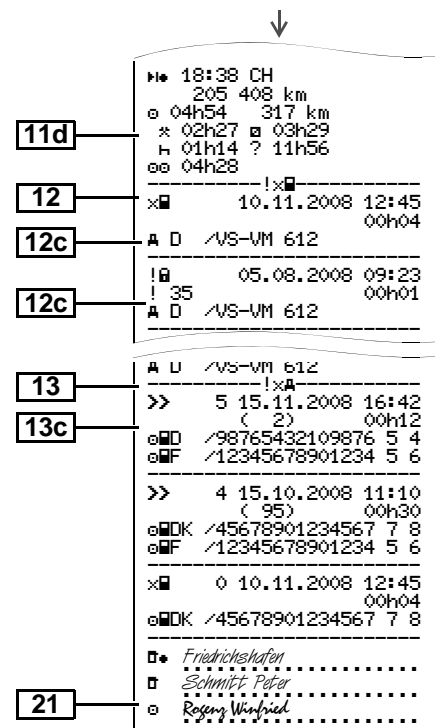 18:38 CH
205 408 km
04h54 317 km
11d
02h27 03h29
01h14 ? 11h56
04h28
!x
12
x 10.11.2008 12:45
00h04
12c
A D /VS-VM 612
! 05.08.2008 09:23
! 35 00h01
12c
A D /VS-VM 612
A D /VS-VM 612
13
!xA
>> 5 15.11.2008 16:42
13c
( 2) 00h12
D /98765432109876 5 4
F /12345678901234 5 6
>> 4 15.10.2008 11:10
( 95) 00h30
DK /45678901234567 7 8
F /12345678901234 5 6
x 0 10.11.2008 12:45
00h04
DK /45678901234567 7 8
Friedrichshafen
Schmitt Peter
21
Rogenz Winfried